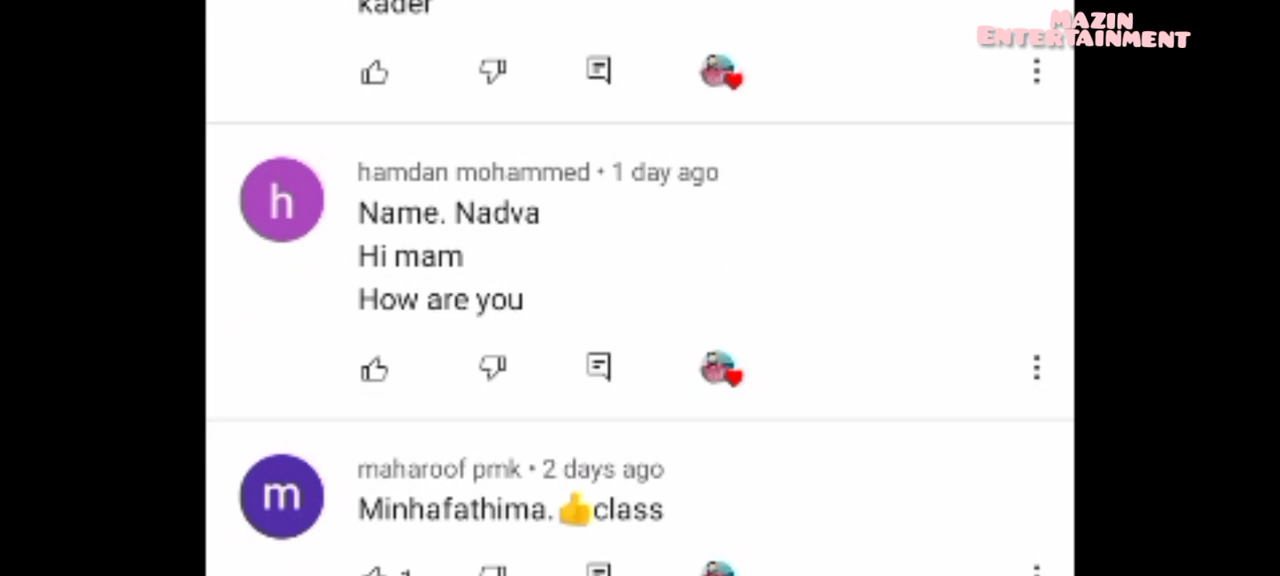 kader
MAZIN
ENTERTAINMENT
h
hamdan mohammed • 1 day ago
Name. Nadva
Hi mam
How are you
m
maharoof pmk • 2 days ago
Minhafathima.👍class
1